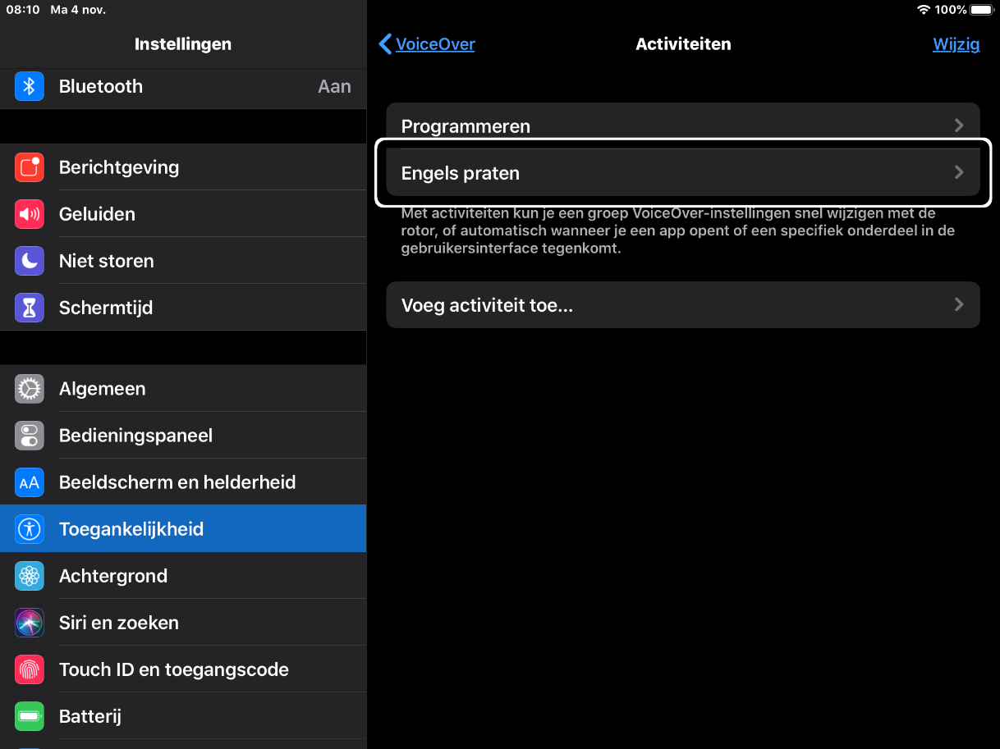 08:10 Ma 4 nov.
100%
Instellingen
Bluetooth Aan
Berichtgeving
Geluiden
Niet storen
Schermtijd
Algemeen
Bedieningspaneel
AA Beeldscherm en helderheid
Toegankelijkheid
Achtergrond
Siri en zoeken
Touch ID en toegangscode
Batterij
VoiceOver Activiteiten Wijzig
Programmeren
Engels praten
Met activiteiten kun je een groep VoiceOver-instellingen snel wijzigen met de
rotor, of automatisch wanneer je een app opent of een specifiek onderdeel in de
gebruikersinterface tegenkomt.
Voeg activiteit toe...